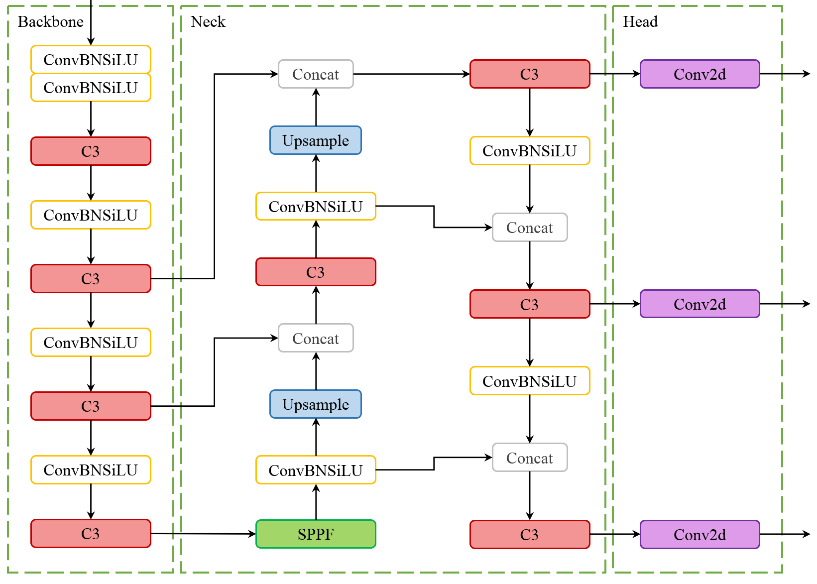 Backbone
ConvBNSiLU
ConvBNSiLU
C3
ConvBNSiLU
C3
ConvBNSiLU
C3
ConvBNSiLU
C3
Neck
Concat
Upsample
ConvBNSiLU
C3
Concat
Upsample
ConvBNSiLU
SPPF
C3
ConvBNSiLU
Concat
C3
ConvBNSiLU
Concat
C3
Head
Conv2d
Conv2d
Conv2d